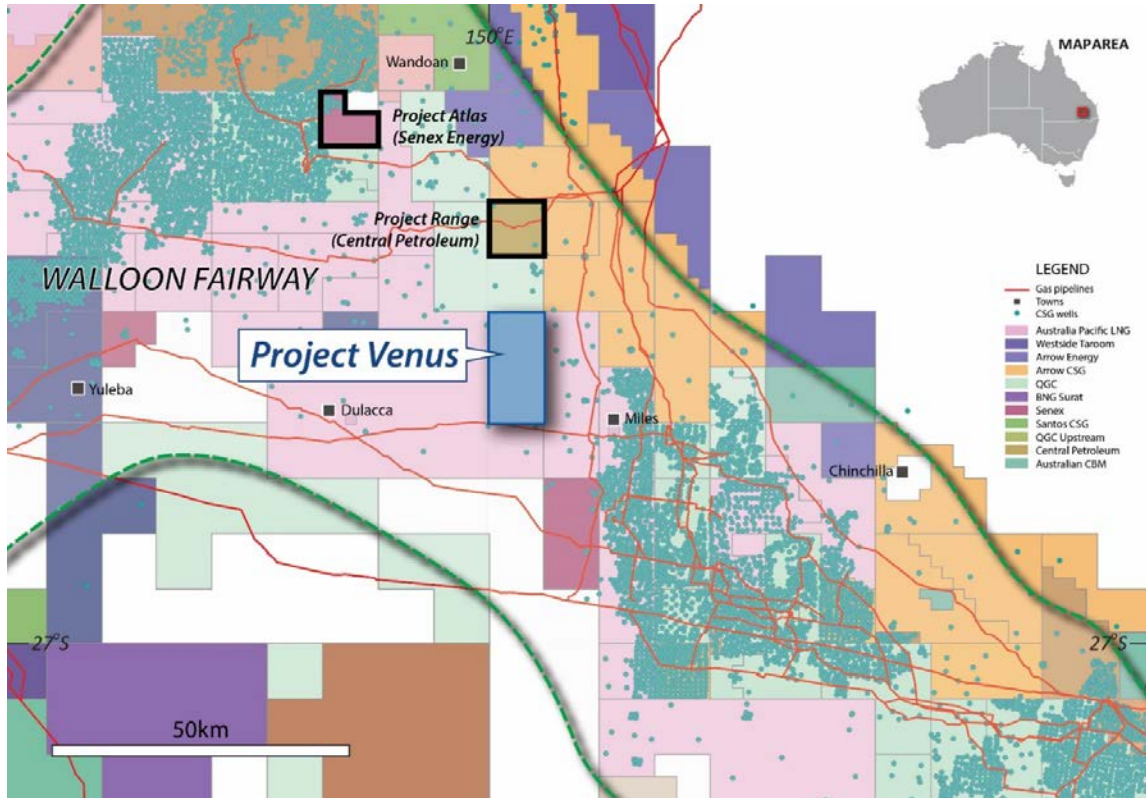 150°E
MAPAREA
Wandoan
Project Atlas
(Senex Energy)
Project Range
(Central Petroleum)
WALLOON FAIRWAY
Project Venus
Yuleba
Dulacca
Miles
Chinchilla
LEGEND
Gas pipelines
Towns
CSG wells
Australia Pacific LNG
Westside Taroom
Arrow Energy
Arrow CSG
QGC
BNG Surat
Senex
Santos CSG
QGC Upstream
Central Petroleum
Australian CBM
27°S
27°S
50km